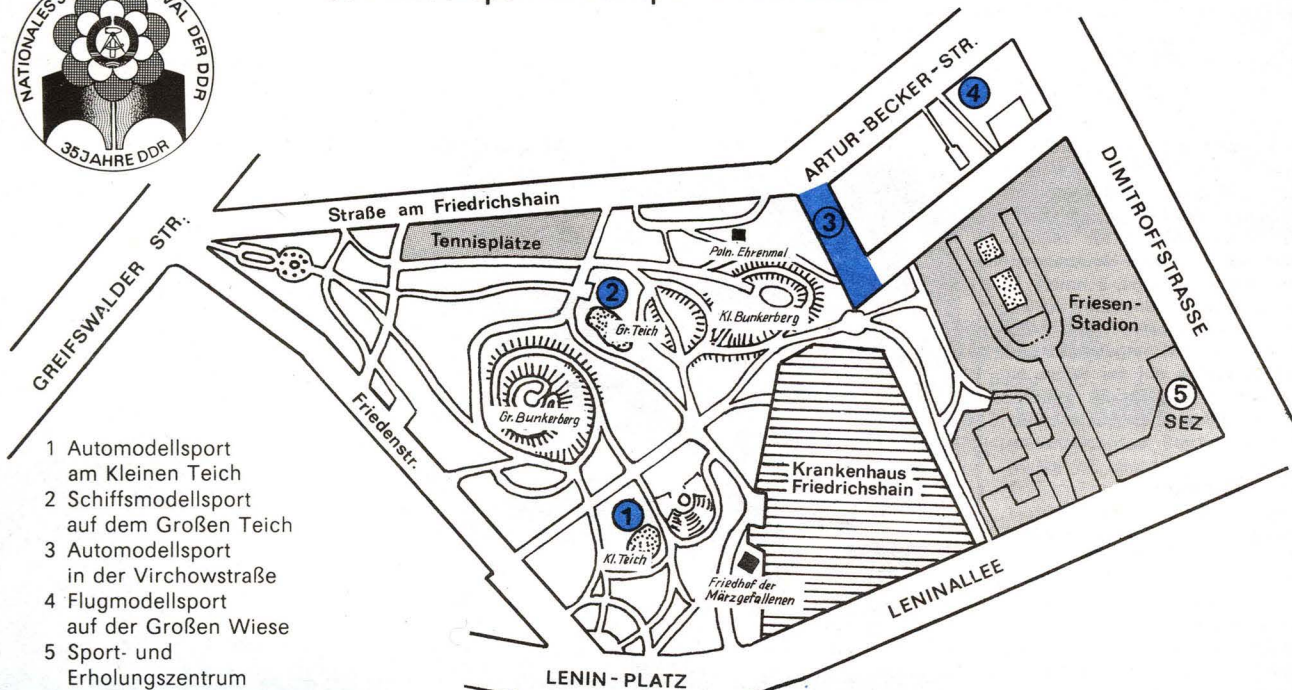 NATIONALES
VAL DER DDR
35 JAHRE DDR
ARTUR-BECKER-STR.
4
DIMITROFFSTRASSE
GREIFSWALDER STR.
Straße am Friedrichshain
Tennisplätze
Poln. Ehrenmal
3
2
Gr. Teich
Kl. Bunkerberg
Friesen-
Stadion
5
SEZ
Gr. Bunkerberg
Friedenstr.
Krankenhaus
Friedrichshain
1
Kl. Teich
Friedhof der
Märzgefallenen
LENINALLEE
LENIN-PLATZ
1 Automodellsport
am Kleinen Teich
2 Schiffsmodellsport
auf dem Großen Teich
3 Automodellsport
in der Virchowstraße
4 Flugmodellsport
auf der Großen Wiese
5 Sport- und
Erholungszentrum